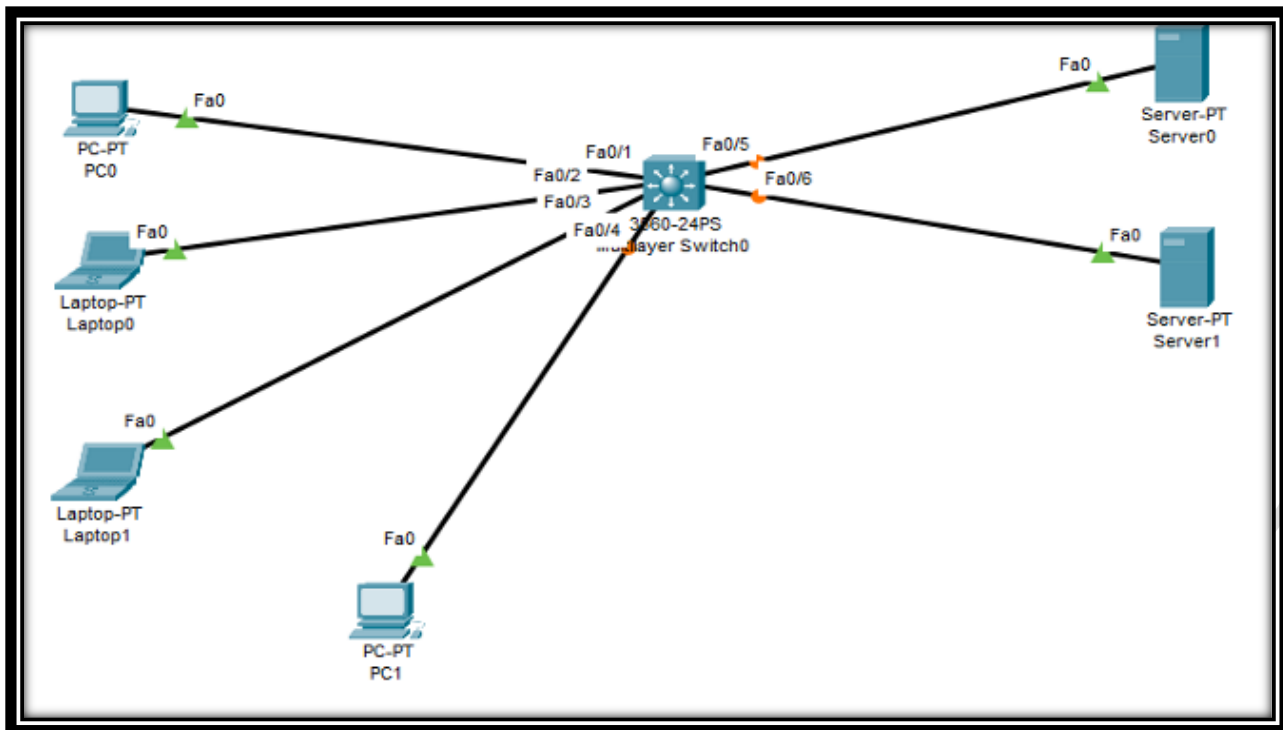 Fa0
PC-PT
PC0
Fa0
Laptop-PT
Laptop0
Fa0
Laptop-PT
Laptop1
Fa0
PC-PT
PC1
Fa0/1
Fa0/2
Fa0/3
Fa0/4
Fa0/5
Fa0/6
24PS
Switch0
Fa0
Server-PT
Server0
Fa0
Server-PT
Server1